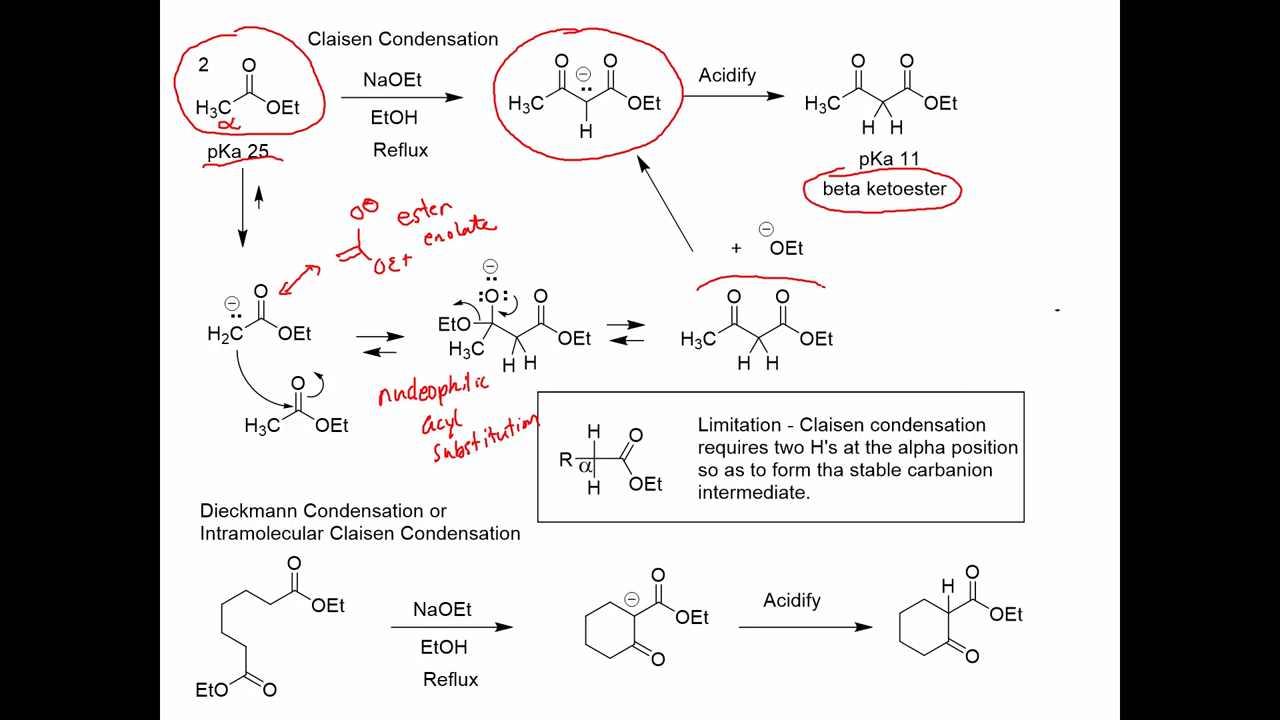 Claisen Condensation
2
O
H₃C
OEt
α
pKa 25
NaOEt
EtOH
Reflux
O
O
⊖
H₃C
OEt
H
Acidify
O
O
H₃C
OEt
H H
pKa 11
beta ketoester
O⊖
OEt
ester
enolate
+ ⊖
OEt
⊖
O
H₂C
OEt
O
H₃C
OEt
⊖
:O:
O
EtO
OEt
H₃C
H H
O
O
H₃C
OEt
H H
nucleophilic
acyl
substitution
H
O
R
α
H
OEt
Limitation - Claisen condensation
requires two H's at the alpha position
so as to form tha stable carbanion
intermediate.
Dieckmann Condensation or
Intramolecular Claisen Condensation
O
OEt
EtO
O
NaOEt
EtOH
Reflux
O
⊖
OEt
O
Acidify
H
O
OEt
O